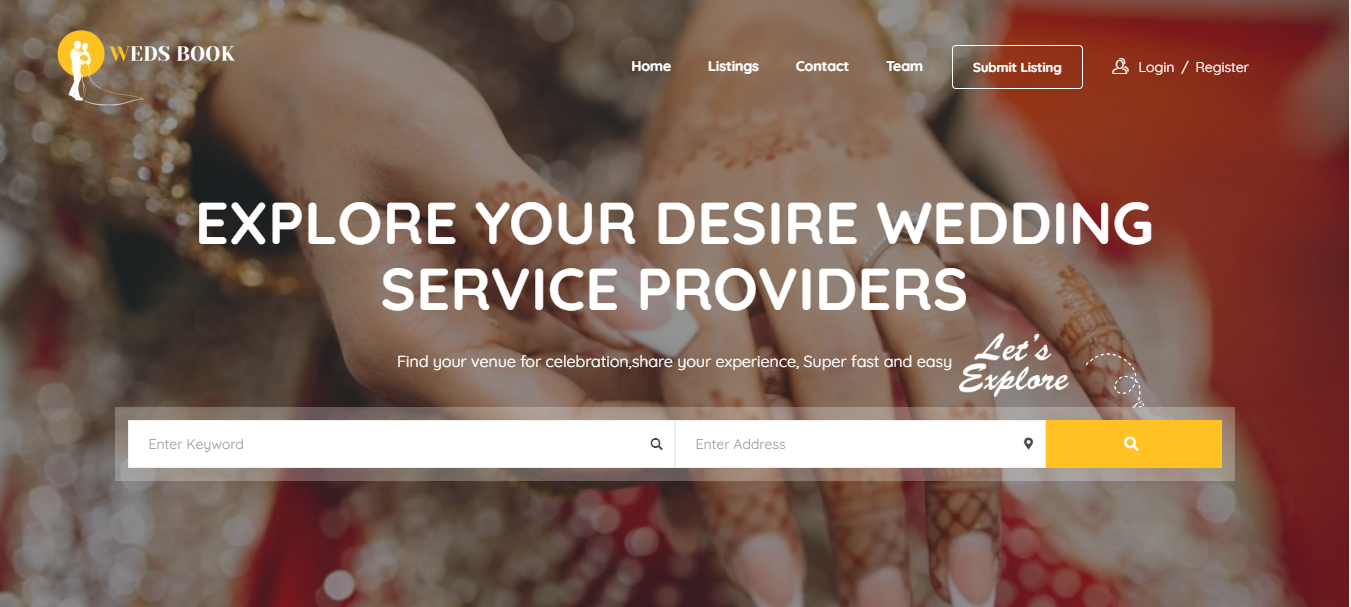 WEDS BOOK
Home Listings Contact Team Submit Listing Login / Register
EXPLORE YOUR DESIRE WEDDING
SERVICE PROVIDERS
Find your venue for celebration,share your experience, Super fast and easy
Let's
Explore
Enter Keyword Enter Address